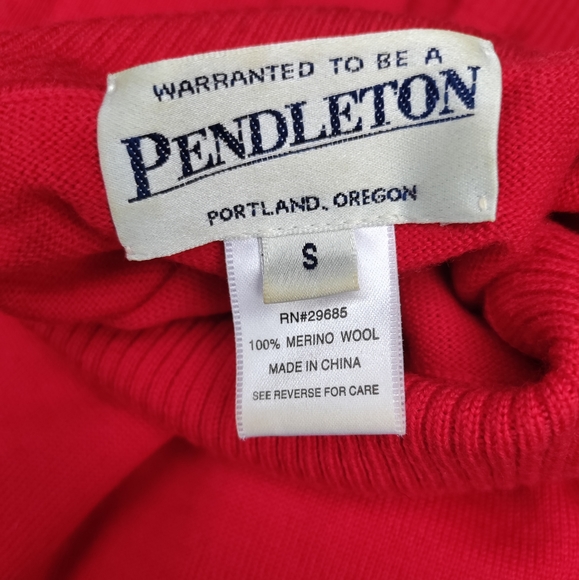 WARRANTED TO BE A
PENDLETON
PORTLAND, OREGON
S
RN#29685
100% MERINO WOOL
MADE IN CHINA
SEE REVERSE FOR CARE